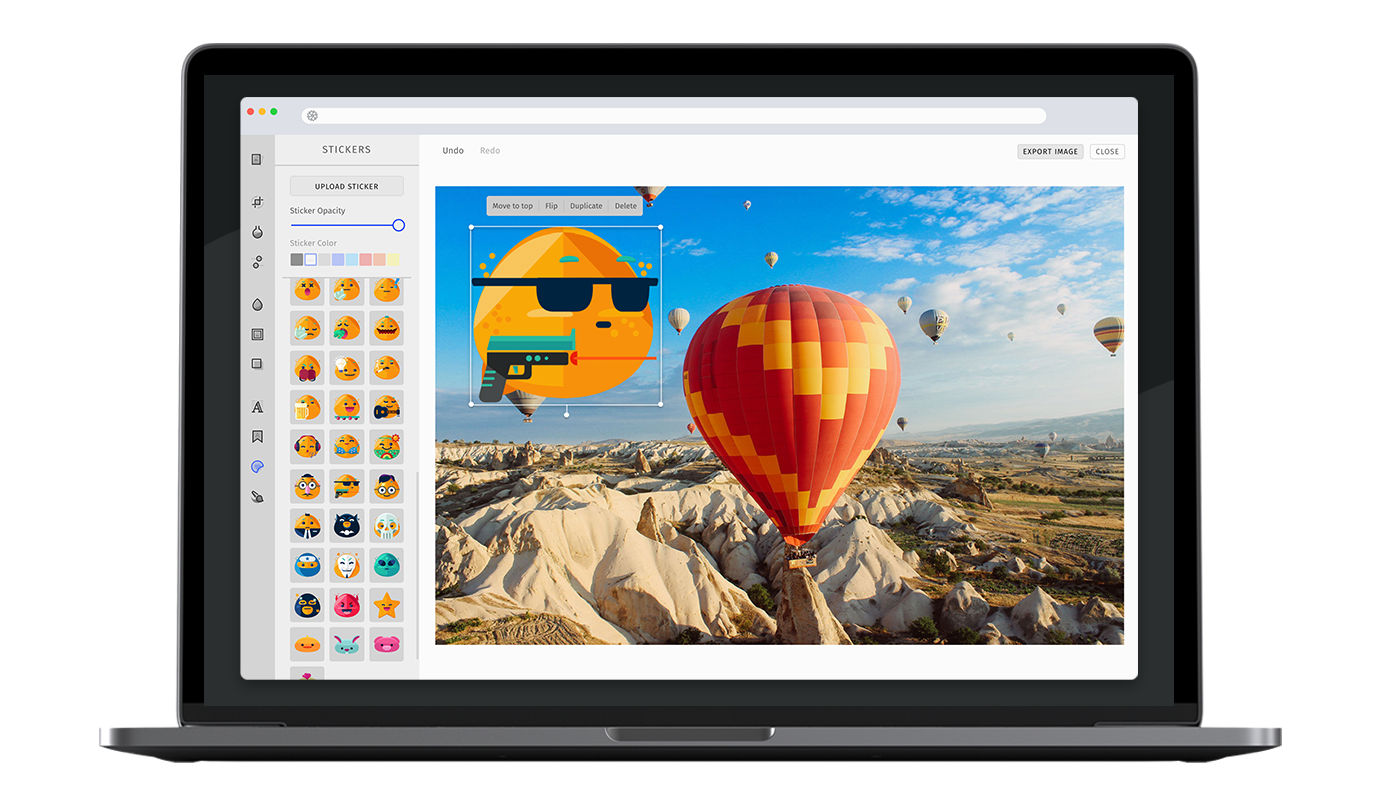 STICKERS
Undo
Redo
EXPORT IMAGE
CLOSE
UPLOAD STICKER
Sticker Opacity
Sticker Color
Move to top
Flip
Duplicate
Delete
A